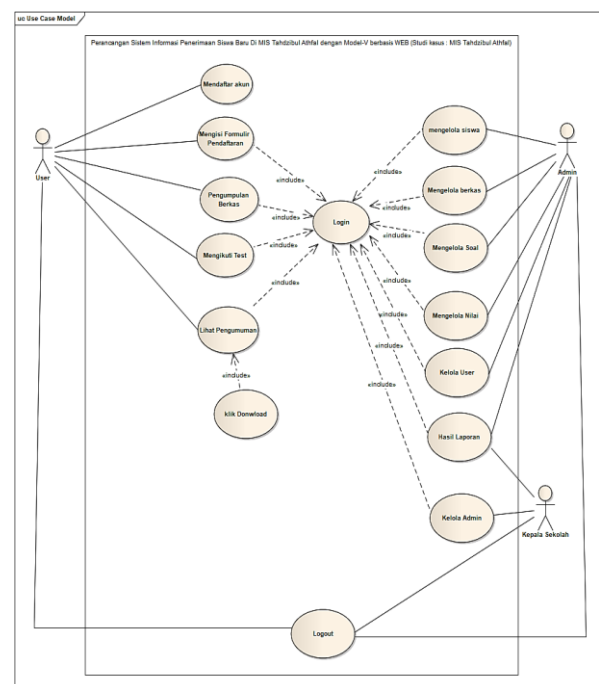 uc Use Case Model
Perancangan Sistem Informasi Penerimaan Siswa Baru Di MIS Tahdzibul Athfal dengan Model-V berbasis WEB (Studi kasus : MIS Tahdzibul Athfal)
Mendaftar akun
Mengisi Formulir
Pendaftaran
«include»
Pengumpulan
Berkas
«include»
Mengikuti Test
«include»
Lihat Pengumuman
«include»
«include»
klik Donwload
User
Login
mengelola siswa
«include»
Mengelola berkas
«include»
Mengelola Soal
«include»
Mengelola Nilai
«include»
Kelola User
«include»
Hasil Laporan
«include»
Kelola Admin
«include»
Admin
Kepala Sekolah
Logout